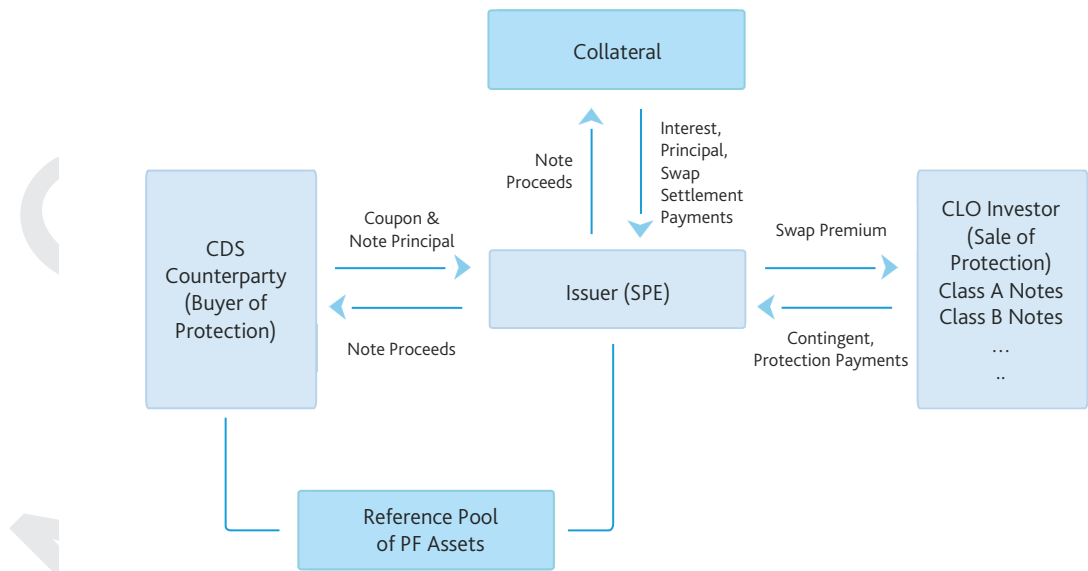 Collateral
Note
Proceeds
Interest,
Principal,
Swap
Settlement
Payments
CDS
Counterparty
(Buyer of
Protection)
Coupon &
Note Principal
Note Proceeds
Issuer (SPE)
Swap Premium
Contingent,
Protection Payments
CLO Investor
(Sale of
Protection)
Class A Notes
Class B Notes
...
..
Reference Pool
of PF Assets